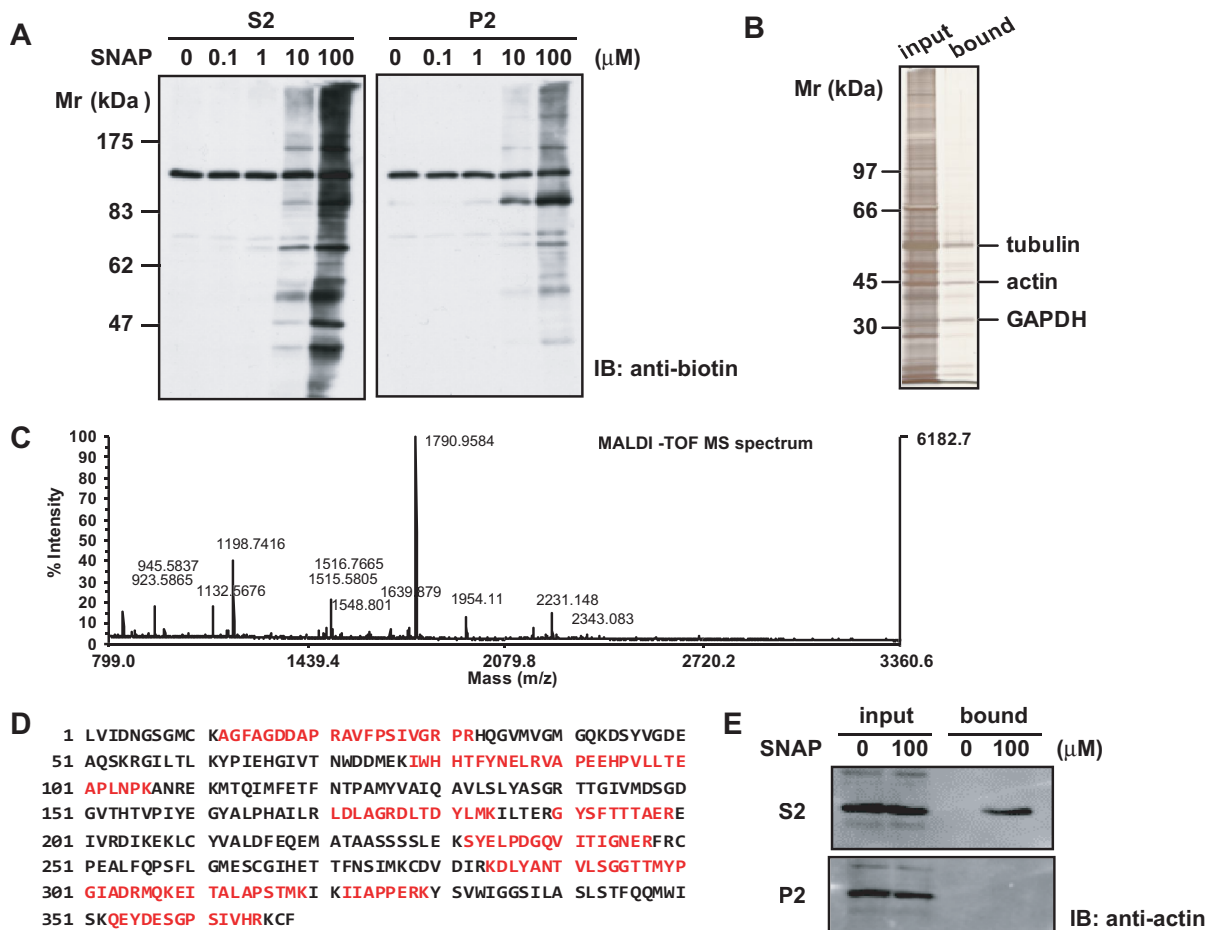 A
S2
P2
SNAP 0 0.1 1 10 100 0 0.1 1 10 100 (μM)
Mr (kDa )
175
83
62
47
IB: anti-biotin
B
input bound
Mr (kDa)
97
66
45
30
tubulin
actin
GAPDH
C
MALDI -TOF MS spectrum
6182.7
% Intensity
100
90
80
70
60
50
40
30
20
10
0
1790.9584
1198.7416
945.5837
923.5865
1132.5676
1516.7665
1515.5805
1548.801
1639.879
1954.11
2231.148
2343.083
799.0 1439.4 2079.8 2720.2 3360.6
Mass (m/z)
D
1 LVIDNGSGMC KAGFAGDDAP RAVFPSIVGR PRHQGVMVGM GQKDSYVGDE
51 AQSKRGILTL KYPIEHGIVT NWDDMEKIWH HTFYNELRVA PEEHPVLLTE
101 APLNPKANRE KMTQIMFETF NTPAMYVAIQ AVLSLYASGR TTGIVMDSGD
151 GVTHTVPIYE GYALPHAILR LDLAGRDLTD YLMKILTERG YSFTTTAERE
201 IVRDIKEKLC YVALDFEQEM ATAASSSSLE KSYELPDGQV ITIGNERFRC
251 PEALFQPSFL GMESCGIHET TFNSIMKCDV DIRKDLYANT VLSGGTTMYP
301 GIADRMQKEI TALAPSTMKI KIIAPPERKY SVWIGGSILA SLSTFQQMWI
351 SKQEYDESGP SIVHRKCF
E
input bound
SNAP 0 100 0 100 (μM)
S2
P2
IB: anti-actin